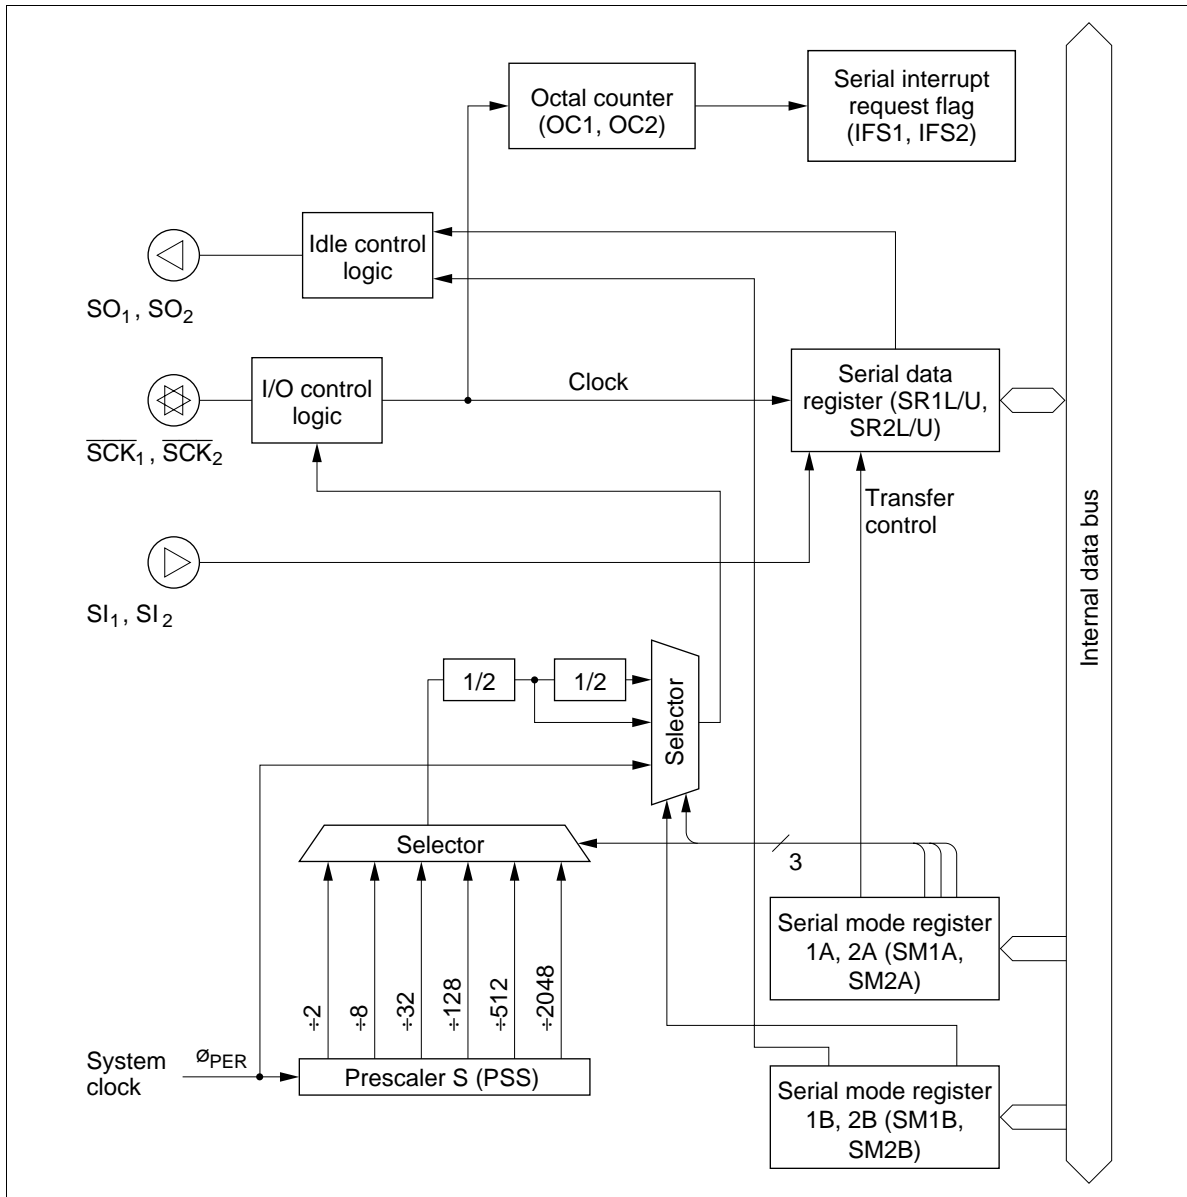 Octal counter
(OC1, OC2)
Serial interrupt
request flag
(IFS1, IFS2)
Idle control
logic
SO1, SO2
I/O control
logic
Clock
Serial data
register (SR1L/U,
SR2L/U)
SCK1, SCK2
Transfer
control
SI1, SI2
Internal data bus
1/2
1/2
Selector
Selector
3
Serial mode register
1A, 2A (SM1A,
SM2A)
÷2
÷8
÷32
÷128
÷512
÷2048
System
clock
øPER
Prescaler S (PSS)
Serial mode register
1B, 2B (SM1B,
SM2B)